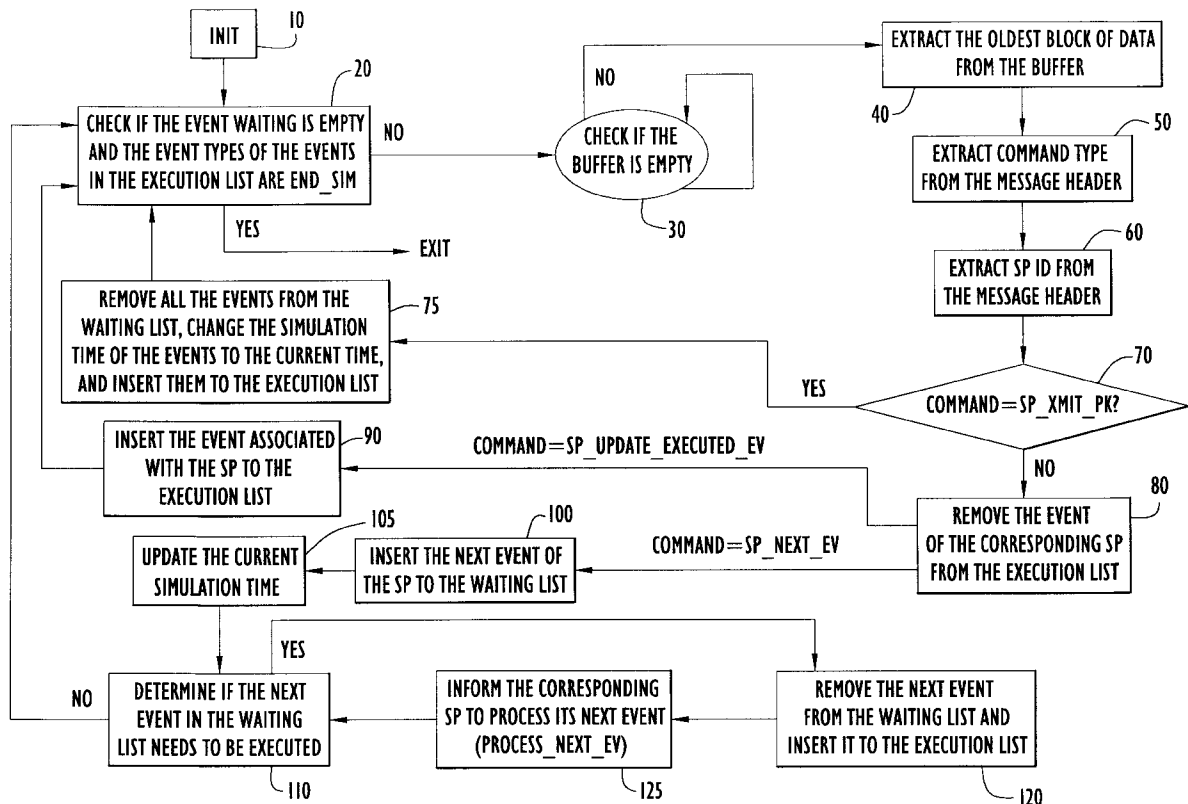 INIT
10
20
CHECK IF THE EVENT WAITING IS EMPTY
AND THE EVENT TYPES OF THE EVENTS
IN THE EXECUTION LIST ARE END_SIM
NO
YES
EXIT
CHECK IF THE
BUFFER IS EMPTY
30
NO
EXTRACT THE OLDEST BLOCK OF DATA
FROM THE BUFFER
40
50
EXTRACT COMMAND TYPE
FROM THE MESSAGE HEADER
60
EXTRACT SP ID FROM
THE MESSAGE HEADER
70
COMMAND=SP_XMIT_PK?
YES
NO
REMOVE ALL THE EVENTS FROM THE
WAITING LIST, CHANGE THE SIMULATION
TIME OF THE EVENTS TO THE CURRENT TIME,
AND INSERT THEM TO THE EXECUTION LIST
75
80
REMOVE THE EVENT
OF THE CORRESPONDING SP
FROM THE EXECUTION LIST
COMMAND=SP_UPDATE_EXECUTED_EV
INSERT THE EVENT ASSOCIATED
WITH THE SP TO THE
EXECUTION LIST
90
COMMAND=SP_NEXT_EV
100
INSERT THE NEXT EVENT OF
THE SP TO THE WAITING LIST
105
UPDATE THE CURRENT
SIMULATION TIME
YES
NO
DETERMINE IF THE NEXT
EVENT IN THE WAITING
LIST NEEDS TO BE EXECUTED
110
INFORM THE CORRESPONDING
SP TO PROCESS ITS NEXT EVENT
(PROCESS_NEXT_EV)
125
REMOVE THE NEXT EVENT
FROM THE WAITING LIST AND
INSERT IT TO THE EXECUTION LIST
120